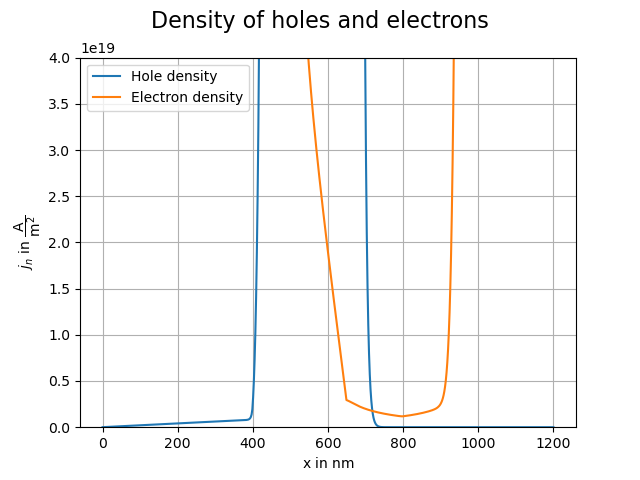 Density of holes and electrons
1e19
Hole density
Electron density
4.0
3.5
3.0
2.5
2.0
1.5
1.0
0.5
0.0
j_n in A/m²
0 200 400 600 800 1000 1200
x in nm